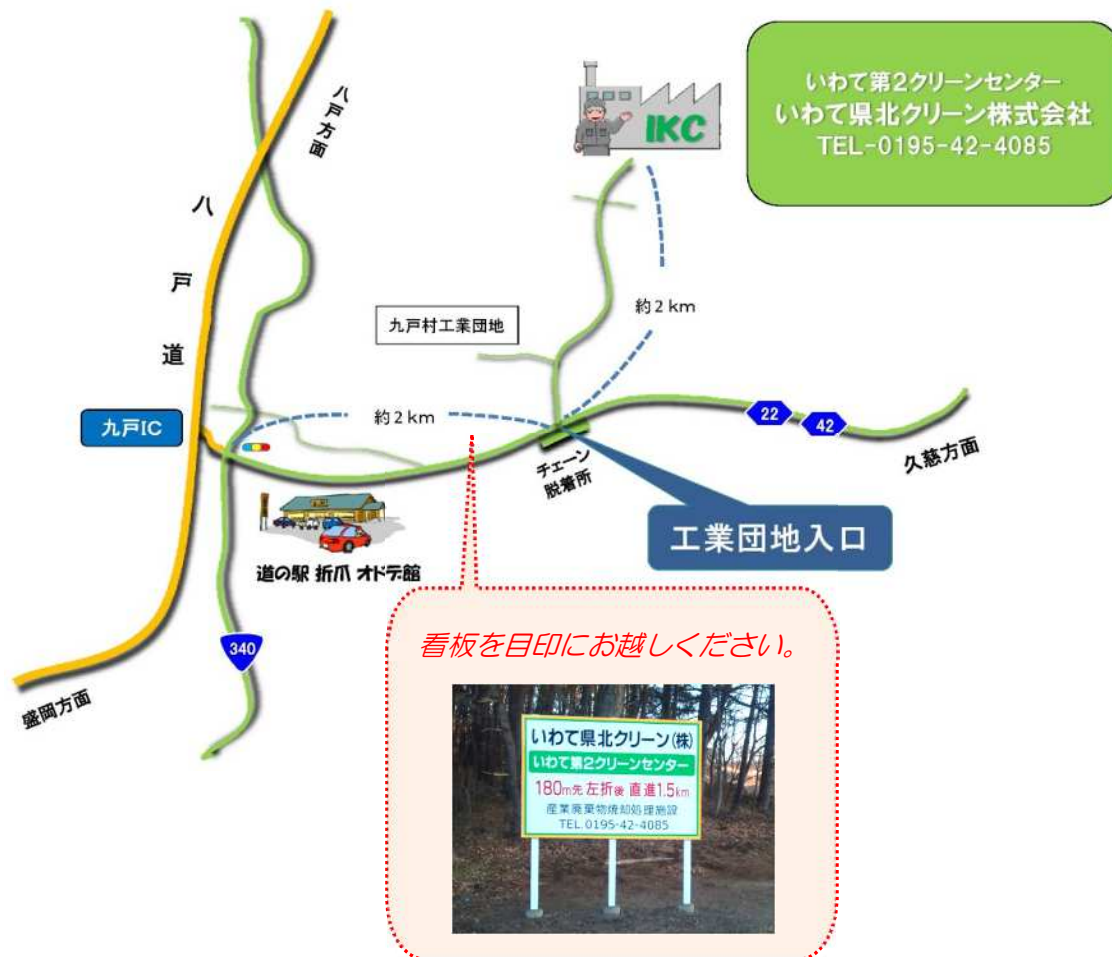 いわて第2クリーンセンター
いわて県北クリーン株式会社
TEL-0195-42-4085
IKC
八戸方面
八戸道
約2km
九戸村工業団地
九戸IC
約2km
22
42
チェーン
脱着所
久慈方面
工業団地入口
道の駅 折爪 オドデ館
340
盛岡方面
看板を目印にお越しください。
いわて県北クリーン(株)
いわて第2クリーンセンター
180m先 左折後 直進1.5km
産業廃棄物焼却処理施設
TEL.0195-42-4085